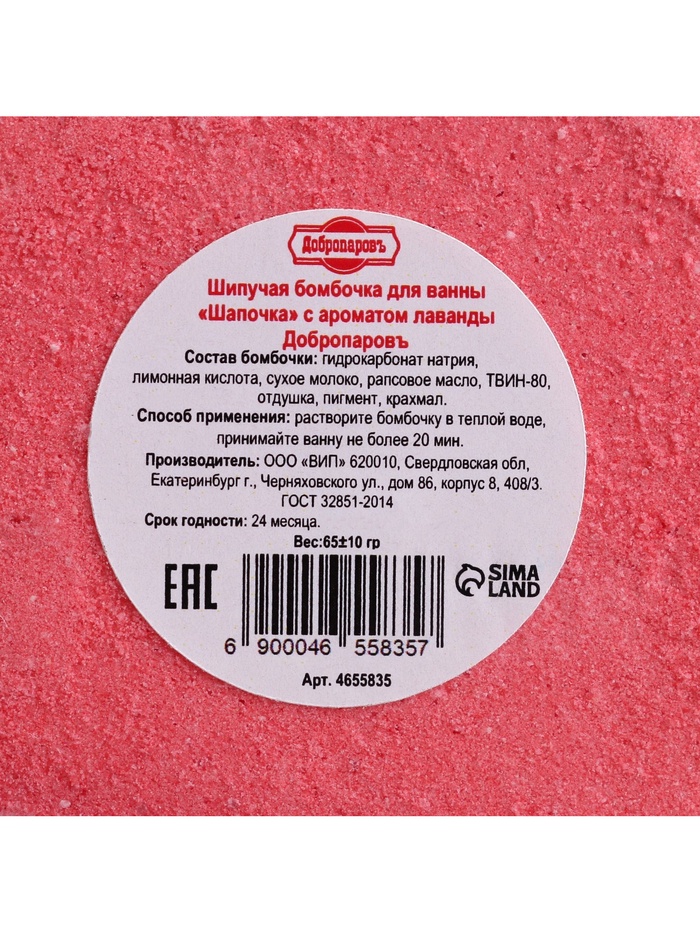 Добропаровъ
Шипучая бомбочка для ванны
«Шапочка» с ароматом лаванды
Добропаровъ
Состав бомбочки: гидрокарбонат натрия,
лимонная кислота, сухое молоко, рапсовое масло, ТВИН-80,
отдушка, пигмент, крахмал.
Способ применения: растворите бомбочку в теплой воде,
принимайте ванну не более 20 мин.
Производитель: ООО «ВИП» 620010, Свердловская обл,
Екатеринбург г., Черняховского ул., дом 86, корпус 8, 408/3.
ГОСТ 32851-2014
Срок годности: 24 месяца.
Вес:65±10 гр
EAC
SIMA
LAND
6 900046 558357
Арт. 4655835